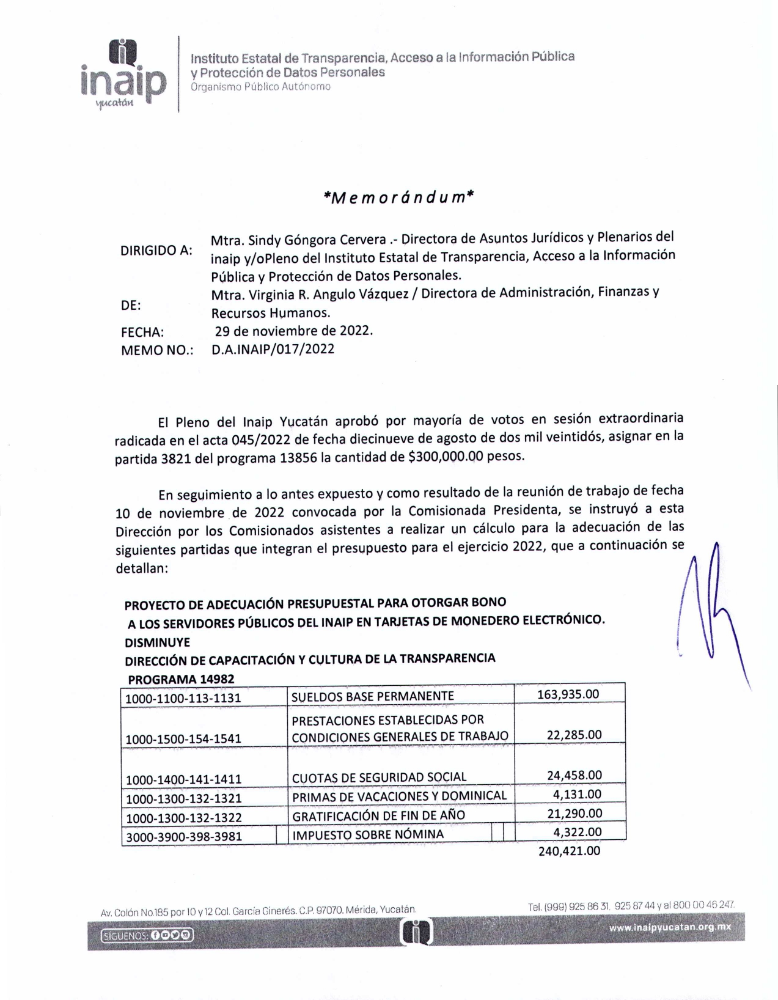 inaip
yucatán
Instituto Estatal de Transparencia, Acceso a la Información Pública
y Protección de Datos Personales
Organismo Público Autónomo
*Memorándum*
DIRIGIDO A: Mtra. Sindy Góngora Cervera .- Directora de Asuntos Jurídicos y Plenarios del
inaip y/oPleno del Instituto Estatal de Transparencia, Acceso a la Información
Pública y Protección de Datos Personales.
DE: Mtra. Virginia R. Angulo Vázquez / Directora de Administración, Finanzas y
Recursos Humanos.
FECHA: 29 de noviembre de 2022.
MEMO NO.: D.A.INAIP/017/2022
El Pleno del Inaip Yucatán aprobó por mayoría de votos en sesión extraordinaria
radicada en el acta 045/2022 de fecha diecinueve de agosto de dos mil veintidós, asignar en la
partida 3821 del programa 13856 la cantidad de $300,000.00 pesos.
En seguimiento a lo antes expuesto y como resultado de la reunión de trabajo de fecha
10 de noviembre de 2022 convocada por la Comisionada Presidenta, se instruyó a esta
Dirección por los Comisionados asistentes a realizar un cálculo para la adecuación de las
siguientes partidas que integran el presupuesto para el ejercicio 2022, que a continuación se
detallan:
PROYECTO DE ADECUACIÓN PRESUPUESTAL PARA OTORGAR BONO
A LOS SERVIDORES PÚBLICOS DEL INAIP EN TARJETAS DE MONEDERO ELECTRÓNICO.
DISMINUYE
DIRECCIÓN DE CAPACITACIÓN Y CULTURA DE LA TRANSPARENCIA
PROGRAMA 14982
1000-1100-113-1131 SUELDOS BASE PERMANENTE 163,935.00
PRESTACIONES ESTABLECIDAS POR
1000-1500-154-1541 CONDICIONES GENERALES DE TRABAJO 22,285.00
1000-1400-141-1411 CUOTAS DE SEGURIDAD SOCIAL 24,458.00
1000-1300-132-1321 PRIMAS DE VACACIONES Y DOMINICAL 4,131.00
1000-1300-132-1322 GRATIFICACIÓN DE FIN DE AÑO 21,290.00
3000-3900-398-3981 IMPUESTO SOBRE NÓMINA 4,322.00
240,421.00
Av. Colón No.185 por 10 y 12 Col. García Ginerés. C.P. 97070. Mérida, Yucatán.
Tel. (999) 925 86 31, 925 87 44 y al 800 00 46 247.
SÍGUENOS:
www.inaipyucatan.org.mx